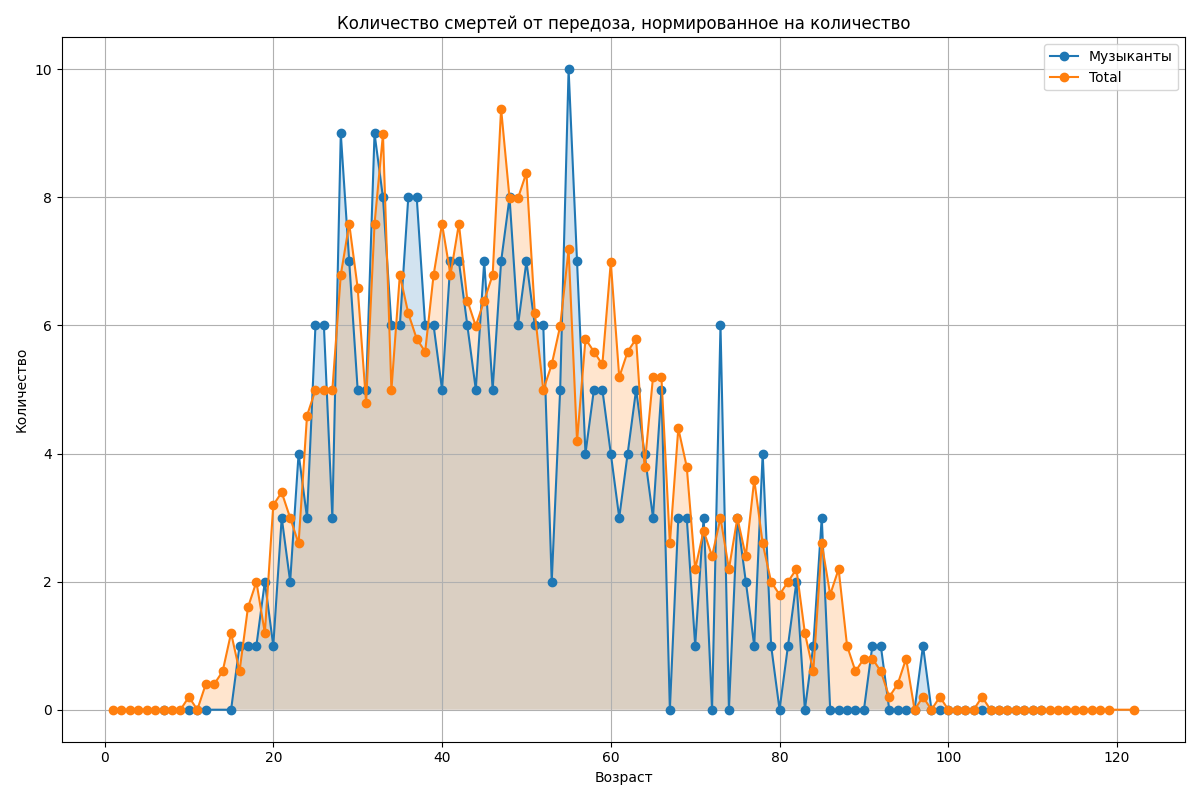 Количество смертей от передоза, нормированное на количество
Музыканты
Total
Количество
10
8
6
4
2
0
0 20 40 60 80 100 120
Возраст